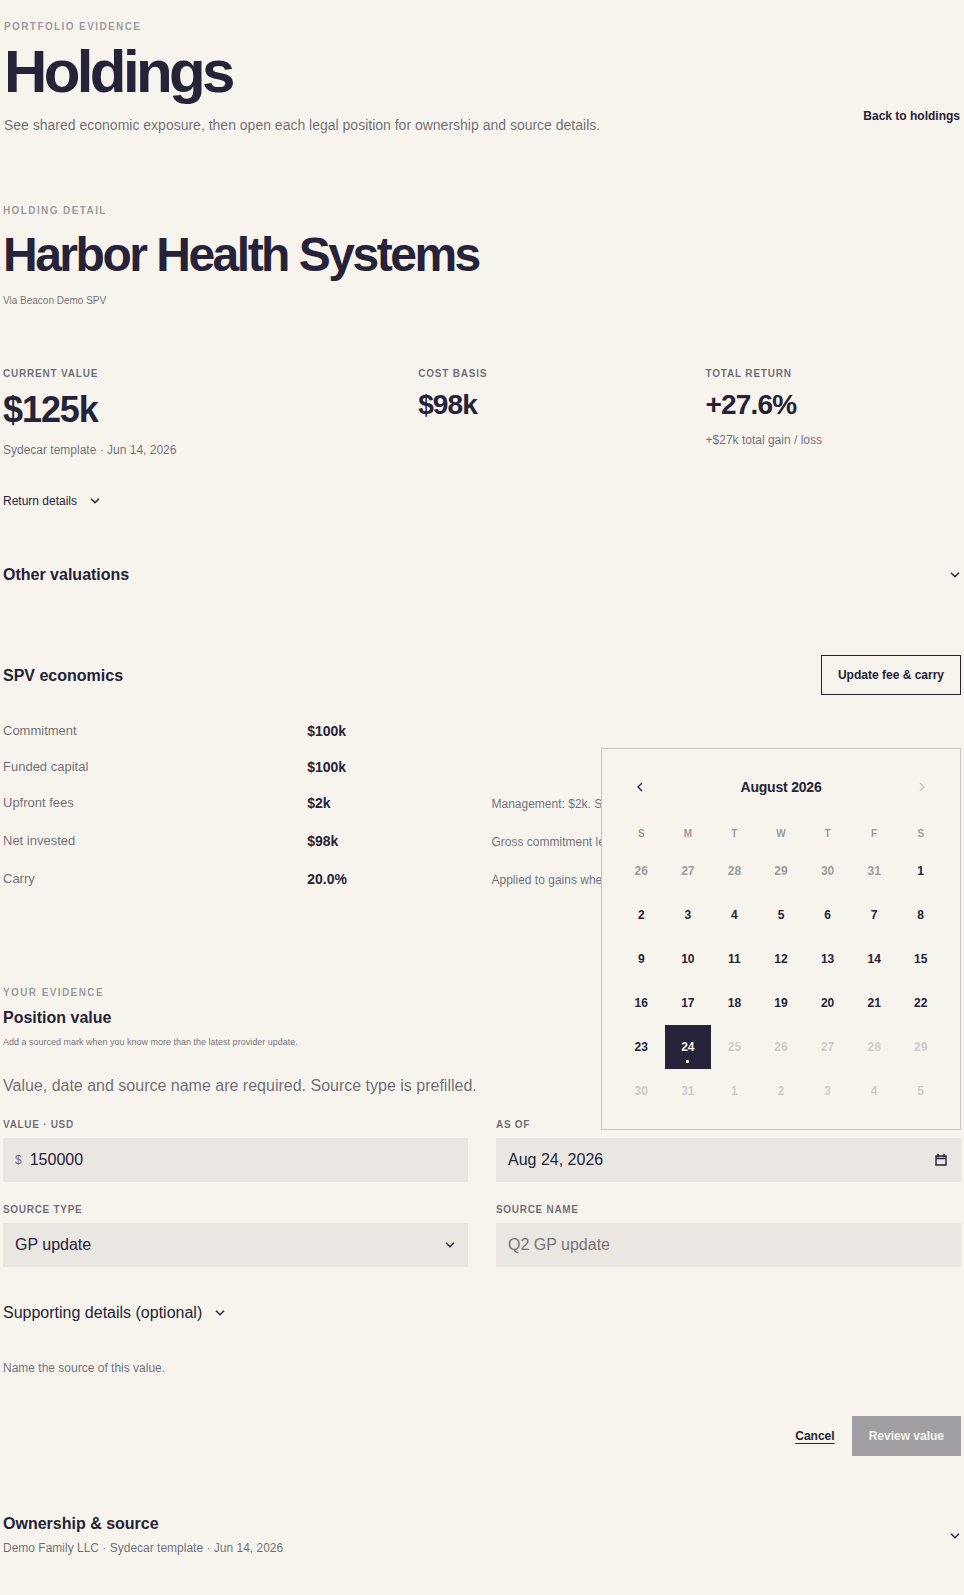 PORTFOLIO EVIDENCE
Holdings
See shared economic exposure, then open each legal position for ownership and source details.
Back to holdings
HOLDING DETAIL
Harbor Health Systems
Via Beacon Demo SPV
CURRENT VALUE
$125k
Sydecar template · Jun 14, 2026
COST BASIS
$98k
TOTAL RETURN
+27.6%
+$27k total gain / loss
Return details
Other valuations
SPV economics
Update fee & carry
Commitment $100k
Funded capital $100k
Upfront fees $2k Management: $2k. S
Net invested $98k Gross commitment le
Carry 20.0% Applied to gains whe
August 2026
S M T W T F S
26 27 28 29 30 31 1
2 3 4 5 6 7 8
9 10 11 12 13 14 15
16 17 18 19 20 21 22
23 24 25 26 27 28 29
30 31 1 2 3 4 5
YOUR EVIDENCE
Position value
Add a sourced mark when you know more than the latest provider update.
Value, date and source name are required. Source type is prefilled.
VALUE · USD
$ 150000
AS OF
Aug 24, 2026
SOURCE TYPE
GP update
SOURCE NAME
Q2 GP update
Supporting details (optional)
Name the source of this value.
Cancel
Review value
Ownership & source
Demo Family LLC · Sydecar template · Jun 14, 2026